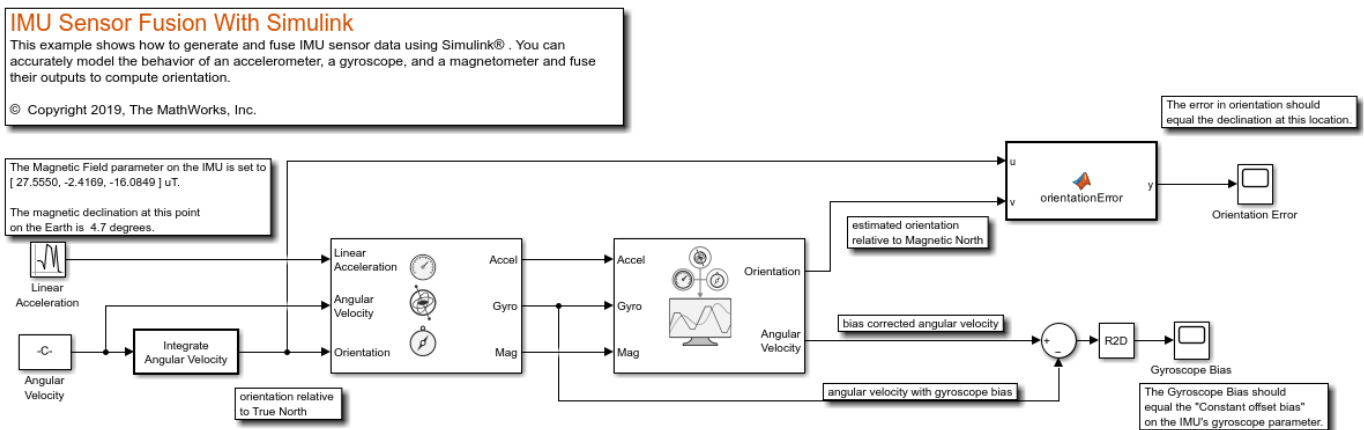 IMU Sensor Fusion With Simulink
This example shows how to generate and fuse IMU sensor data using Simulink® . You can
accurately model the behavior of an accelerometer, a gyroscope, and a magnetometer and fuse
their outputs to compute orientation.
© Copyright 2019, The MathWorks, Inc.
The error in orientation should
equal the declination at this location.
The Magnetic Field parameter on the IMU is set to
[ 27.5550, -2.4169, -16.0849 ] uT.
The magnetic declination at this point
on the Earth is 4.7 degrees.
u
v
y
orientationError
Orientation Error
estimated orientation
relative to Magnetic North
Linear
Acceleration
-C-
Angular
Velocity
Integrate
Angular Velocity
orientation relative
to True North
Linear
Acceleration
Angular
Velocity
Orientation
Accel
Gyro
Mag
Accel
Gyro
Mag
Orientation
Angular
Velocity
bias corrected angular velocity
angular velocity with gyroscope bias
+
−
R2D
Gyroscope Bias
The Gyroscope Bias should
equal the "Constant offset bias"
on the IMU's gyroscope parameter.